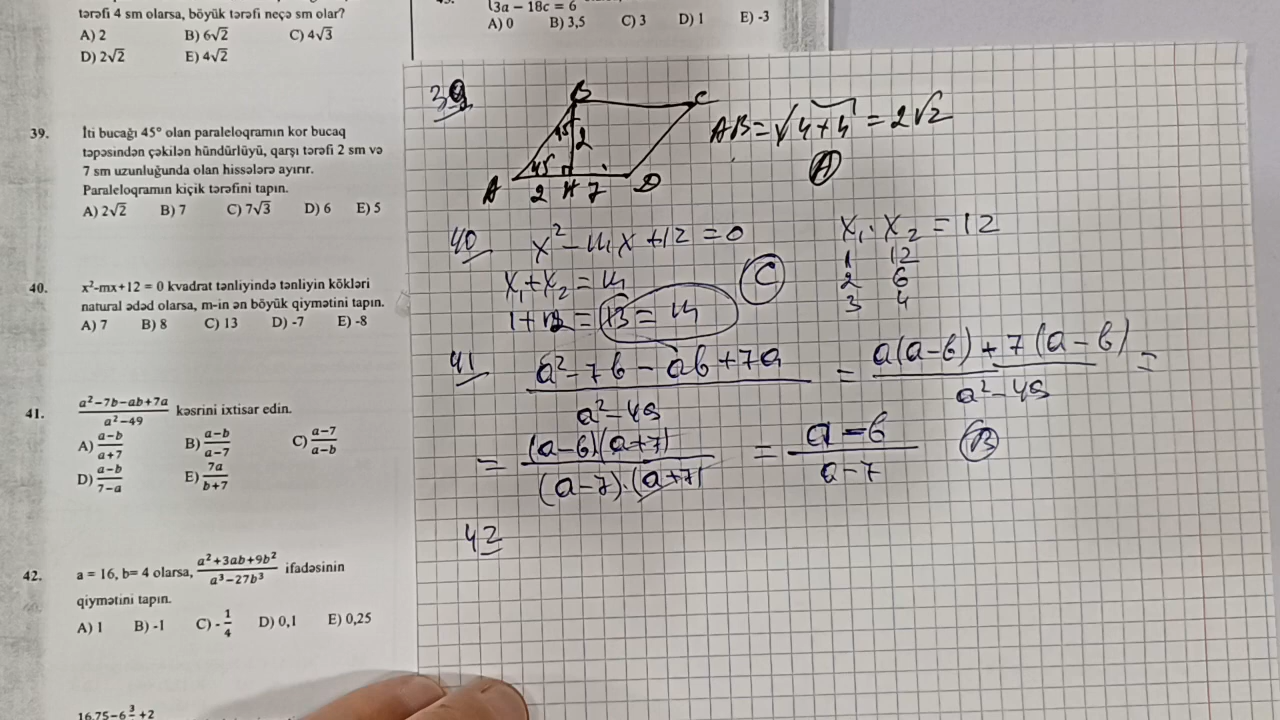 tərəfi 4 sm olarsa, böyük tərəfi neçə sm olar?
A) 2 B) 6√2 C) 4√3
D) 2√2 E) 4√2
3a − 18c = 6
A) 0 B) 3,5 C) 3 D) 1 E) -3
39. İti bucağı 45° olan paraleloqramın kor bucaq
təpəsindən çəkilən hündürlüyü, qarşı tərəfi 2 sm və
7 sm uzunluğunda olan hissələrə ayırır.
Paraleloqramın kiçik tərəfini tapın.
A) 2√2 B) 7 C) 7√3 D) 6 E) 5
40. x²-mx+12 = 0 kvadrat tənliyində tənliyin kökləri
natural ədəd olarsa, m-in ən böyük qiymətini tapın.
A) 7 B) 8 C) 13 D) -7 E) -8
41. (a²−7b−ab+7a)/(a²−49) kəsrini ixtisar edin.
A) (a−b)/(a+7) B) (a−b)/(a−7) C) (a−7)/(a−b)
D) (a−b)/(7−a) E) 7a/(b+7)
42. a = 16, b= 4 olarsa, (a²+3ab+9b²)/(a³−27b³) ifadəsinin
qiymətini tapın.
A) 1 B) -1 C) -1/4 D) 0,1 E) 0,25
16,75−6 +2
39
B C
45 2
45
A 2 H 7 D
AB = √4+4 = 2√2
A
40 x² − mx + 12 = 0
x₁ + x₂ = m
1 + 12 = 13 = m
C
x₁ · x₂ = 12
1 12
2 6
3 4
41 (a² − 7b − ab + 7a)/(a² − 49) = (a(a−b) + 7(a−b))/(a² − 49) =
= ((a−b)(a+7))/((a−7)·(a+7)) = (a−b)/(a−7) B
42